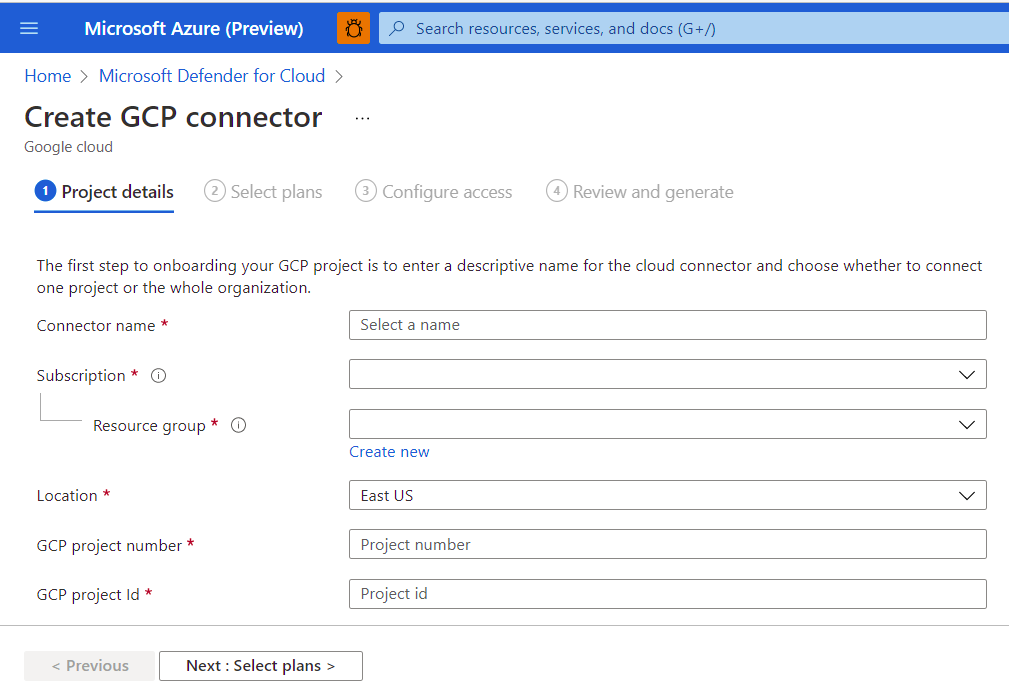 Microsoft Azure (Preview)
Search resources, services, and docs (G+/)
Home > Microsoft Defender for Cloud >
Create GCP connector ...
Google cloud
1 Project details
2 Select plans
3 Configure access
4 Review and generate
The first step to onboarding your GCP project is to enter a descriptive name for the cloud connector and choose whether to connect
one project or the whole organization.
Connector name *
Select a name
Subscription *
Resource group *
Create new
Location *
East US
GCP project number *
Project number
GCP project Id *
Project id
< Previous
Next : Select plans >